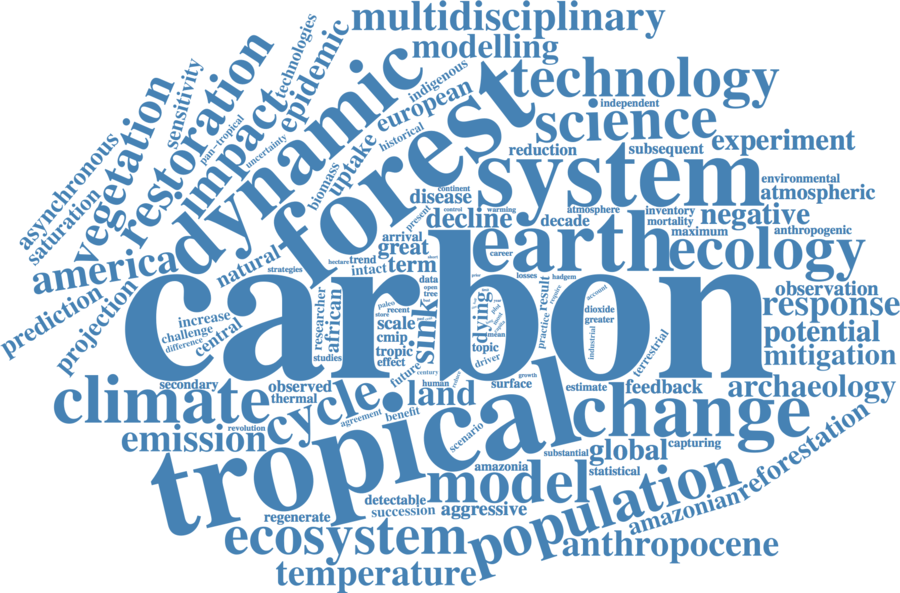 multidisciplinary
modelling
technologies
epidemic
indigenous
technology
european
independent
science
sensitivity
restoration
impact
dynamic
forest
historical
experiment
pan-tropical
uncertainty
vegetation
asynchronous
saturation
uptake
biomass
reduction
subsequent
system
environmental
atmospheric
continent
disease
control
warming
present
decline
decade
atmosphere
inventory
mortality
negative
maximum
anthropogenic
arrival
great
career
earth
ecology
natural
strategies
hectare
trend
intact
term
short
america
prediction
projection
carbon
data
open
tree
losses
hadgem
observation
response
potential
mitigation
increase
challenge
difference
central
researcher
african
studies
paleo
recent
store
scale
cmip
tropic
effect
sink
dying
mean
topic
driver
practice
result
require
account
dioxide
greater
industrial
terrestrial
future
century
human
land
surface
growth
estimate
feedback
archaeology
secondary
observed
thermal
climate
cycle
agreement
benefit
scenario
revolution
emission
tropical
change
substantial
global
capturing
statistical
amazonia
model
population
amazonian
reforestation
detectable
succession
aggressive
regenerate
ecosystem
anthropocene
temperature